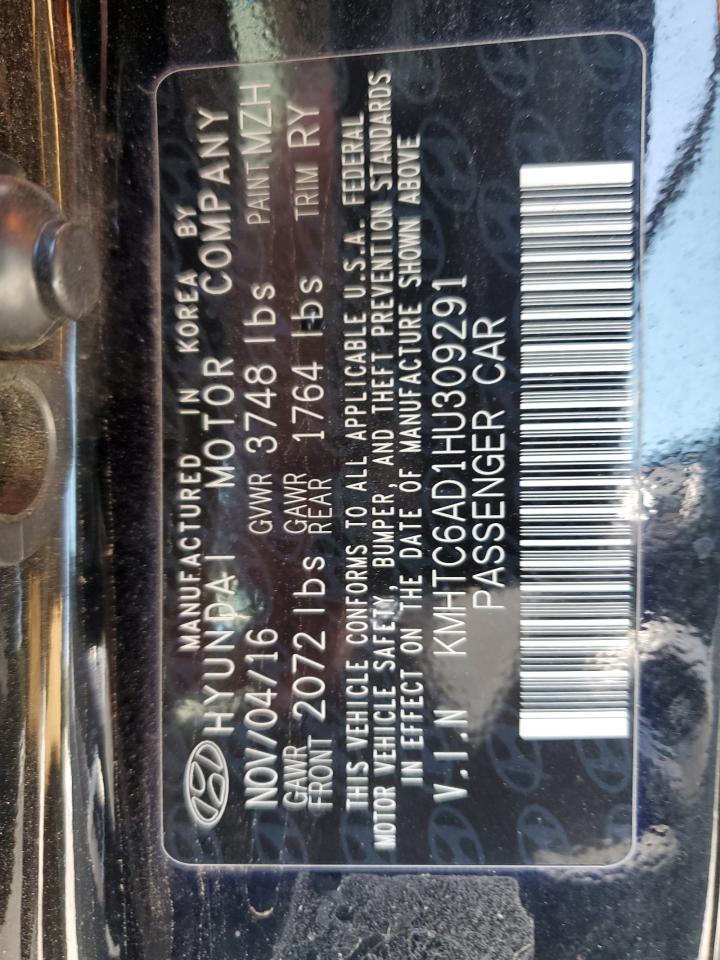 MANUFACTURED IN KOREA BY
HYUNDAI MOTOR COMPANY
NOV/04/16 GVWR 3748 lbs PAINT MZH
GAWR FRONT 2072 lbs GAWR REAR 1764 lbs TRIM RY
THIS VEHICLE CONFORMS TO ALL APPLICABLE U.S.A. FEDERAL
MOTOR VEHICLE SAFETY, BUMPER, AND THEFT PREVENTION STANDARDS
IN EFFECT ON THE DATE OF MANUFACTURE SHOWN ABOVE
V.I.N KMHTC6AD1HU309291
PASSENGER CAR